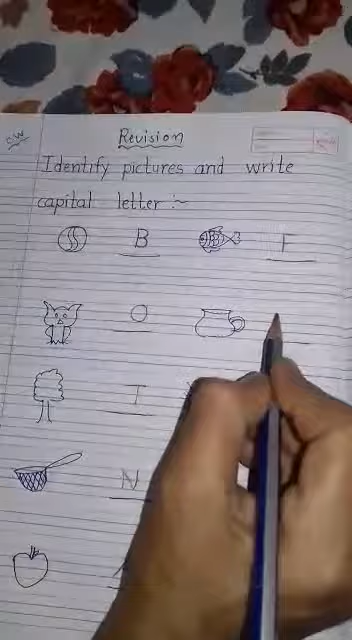 C.W
Revision
Identify pictures and write
capital letter :~
B F
O
T
N